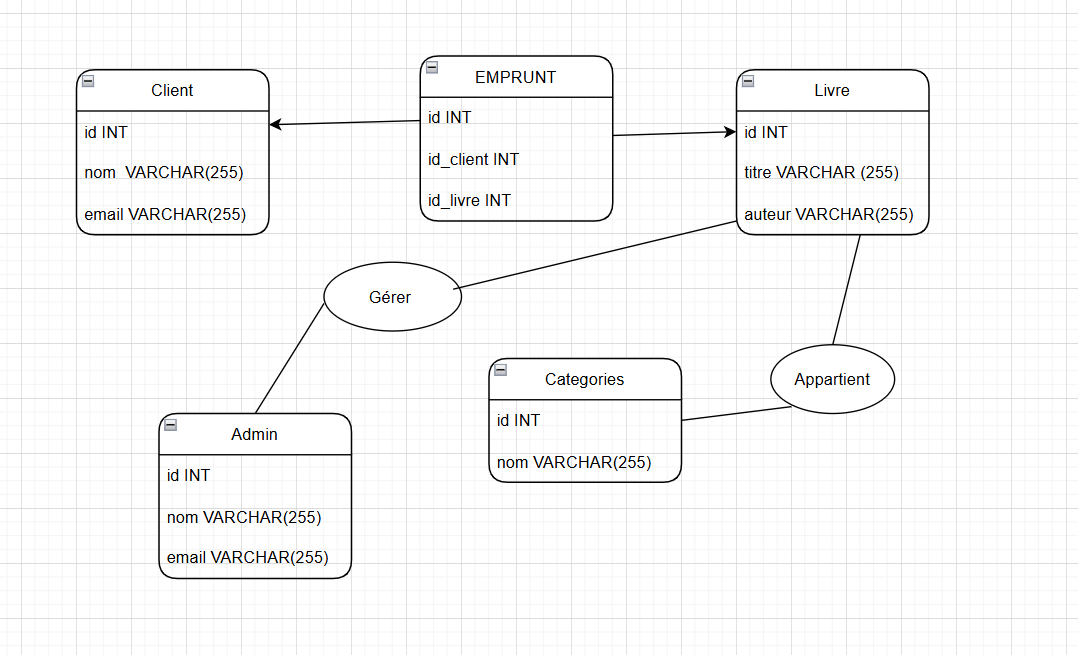 Client
id INT
nom  VARCHAR(255)
email VARCHAR(255)
EMPRUNT
id INT
id_client INT
id_livre INT
Livre
id INT
titre VARCHAR (255)
auteur VARCHAR(255)
Gérer
Appartient
Categories
id INT
nom VARCHAR(255)
Admin
id INT
nom VARCHAR(255)
email VARCHAR(255)